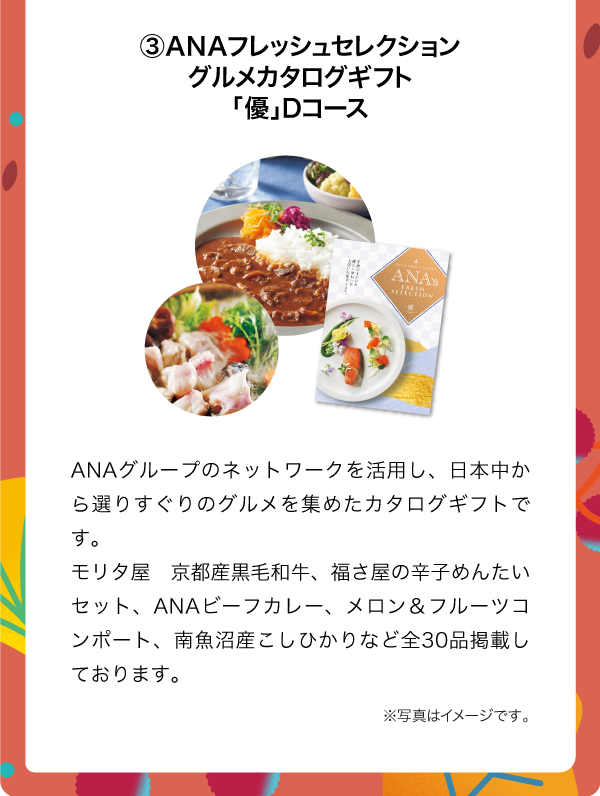 ③ANAフレッシュセレクション
グルメカタログギフト
「優」Dコース
ANA's
FRESH
SELECTION
優
ANAグループのネットワークを活用し、日本中か
ら選りすぐりのグルメを集めたカタログギフトで
す。
モリタ屋　京都産黒毛和牛、福さ屋の辛子めんたい
セット、ANAビーフカレー、メロン＆フルーツコ
ンポート、南魚沼産こしひかりなど全30品掲載し
ております。
※写真はイメージです。